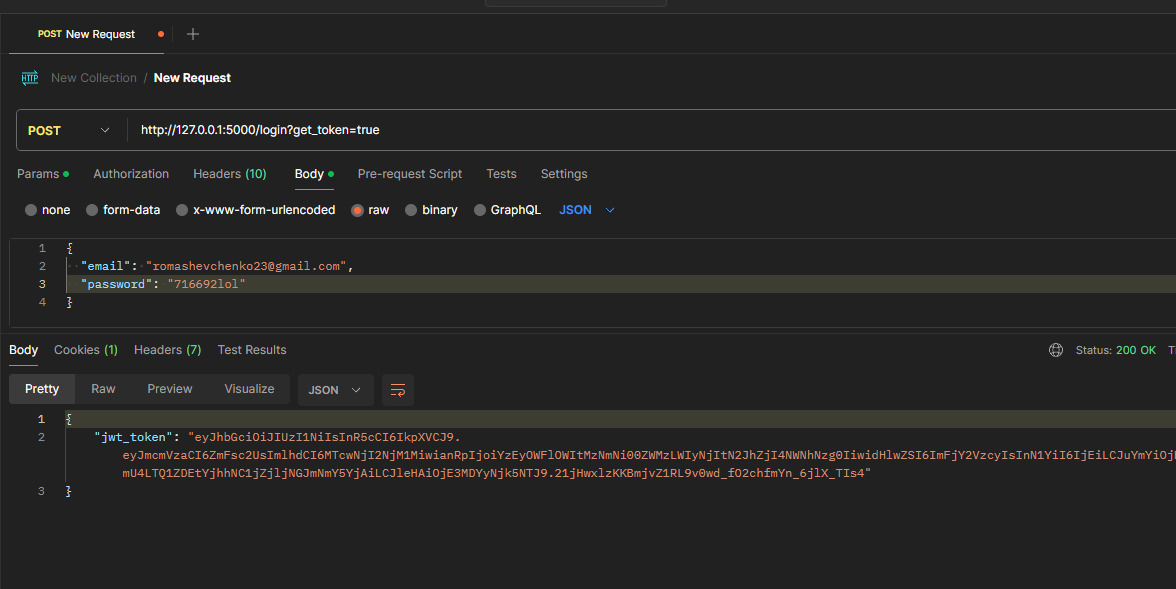 POST New Request
HTTP New Collection / New Request
POST http://127.0.0.1:5000/login?get_token=true
Params Authorization Headers (10) Body Pre-request Script Tests Settings
none form-data x-www-form-urlencoded raw binary GraphQL JSON
1 {
2 "email": "romashevchenko23@gmail.com",
3 "password": "716692lol"
4 }
Body Cookies (1) Headers (7) Test Results Status: 200 OK
Pretty Raw Preview Visualize JSON
1 {
2 "jwt_token": "eyJhbGciOiJIUzI1NiIsInR5cCI6IkpXVCJ9.
eyJmcmVzaCI6ZmFsc2UsImlhdCI6MTcwNjI2NjM1MiwianRpIjoiYzEyOWFlOWItMzNmNi00ZWMzLWIyNjItN2JhZjI4NWNhNzg0IiwidHlwZSI6ImFjY2VzcyIsInN1YiI6IjEiLCJuYmYiOj
mU4LTQ1ZDEtYjhhNC1jZjljNGJmNmY5YjAiLCJleHAiOjE3MDYyNjk5NTJ9.21jHwxlzKKBmjvZ1RL9v0wd_fO2chfmYn_6jlX_TIs4"
3 }